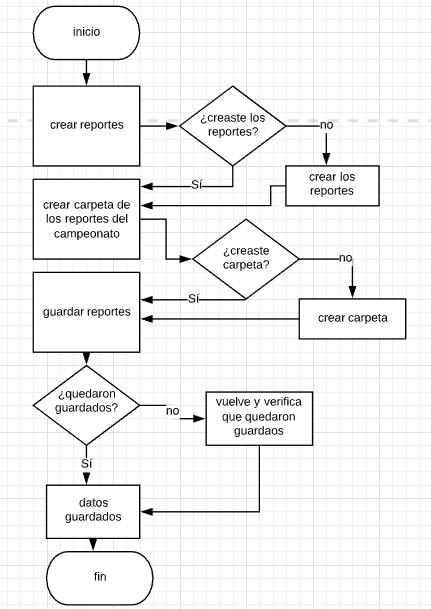 inicio
crear reportes
¿creaste los
reportes?
no
crear los
reportes
Sí
crear carpeta de
los reportes del
campeonato
¿creaste
carpeta?
no
crear carpeta
Sí
guardar reportes
¿quedaron
guardados?
no
vuelve y verifica
que quedaron
guardaos
Sí
datos
guardados
fin